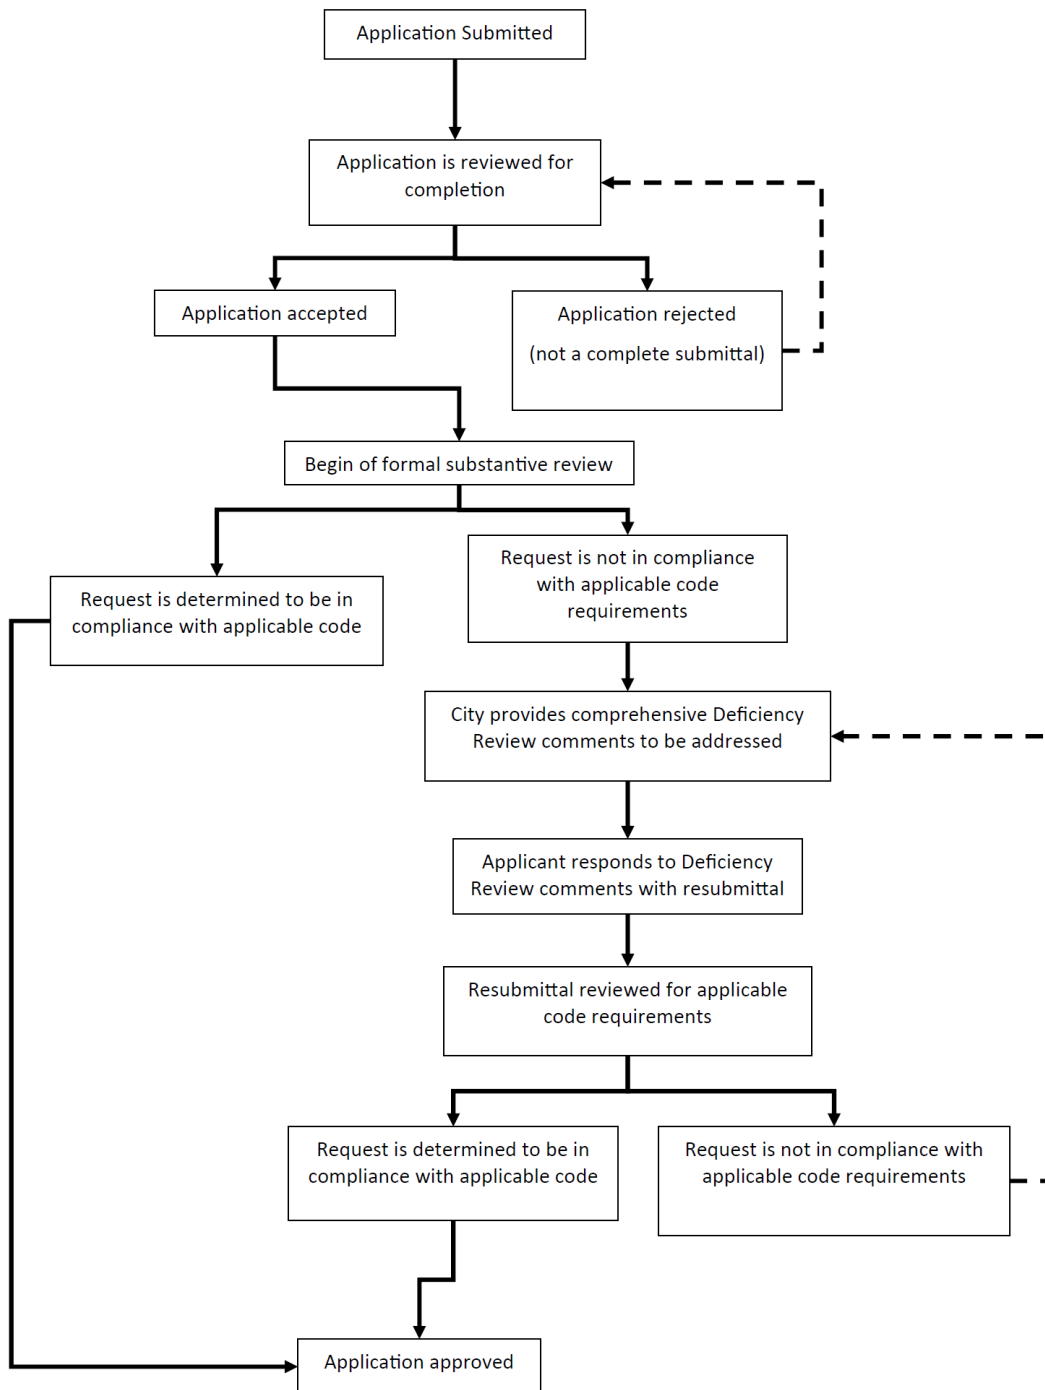 Application Submitted
Application is reviewed for
completion
Application accepted
Application rejected
(not a complete submittal)
Begin of formal substantive review
Request is not in compliance
with applicable code
requirements
Request is determined to be in
compliance with applicable code
City provides comprehensive Deficiency
Review comments to be addressed
Applicant responds to Deficiency
Review comments with resubmittal
Resubmittal reviewed for applicable
code requirements
Request is determined to be in
compliance with applicable code
Request is not in compliance with
applicable code requirements
Application approved